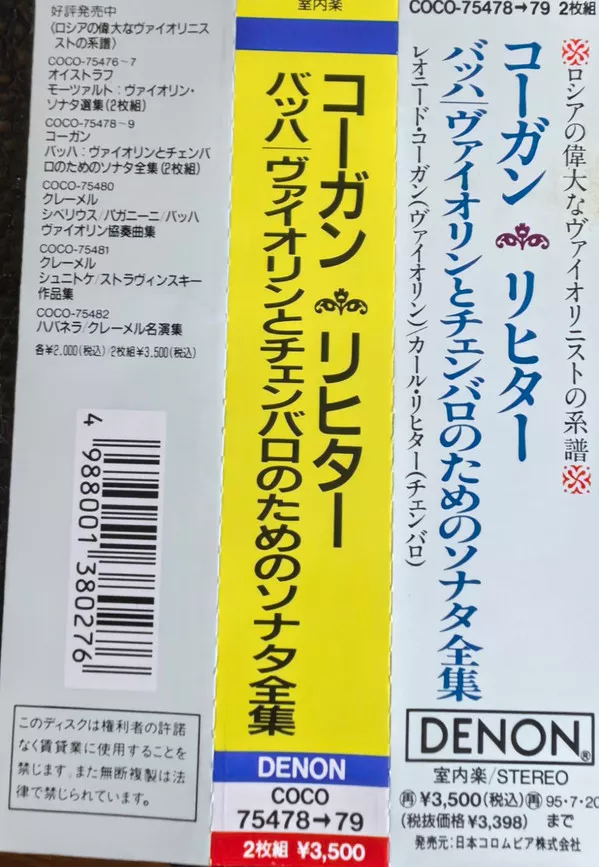 好評発売中
〈ロシアの偉大なヴァイオリニス
ストの系譜〉
COCO-75476~7
オイストラフ
モーツァルト:ヴァイオリン・
ソナタ選集(2枚組)
COCO-75478~9
コーガン
バッハ:ヴァイオリンとチェンバ
ロのためのソナタ全集(2枚組)
COCO-75480
クレーメル
シベリウス/パガニーニ/バッハ
ヴァイオリン協奏曲集
COCO-75481
クレーメル
シュニトケ/ストラヴィンスキー
作品集
COCO-75482
ハバネラ/クレーメル名演集
各¥2,000(税込)/2枚組¥3,500(税込)
4 988001 380276
このディスクは権利者の許諾
なく賃貸業に使用することを
禁じます。また無断複製は法
律で禁じられています。
室内楽
コーガン リヒター
バッハ/ヴァイオリンとチェンバロのためのソナタ全集
DENON
COCO
75478→79
2枚組 ¥3,500
COCO-75478→79 2枚組
ロシアの偉大なヴァイオリニストの系譜
コーガン リヒター
バッハ/ヴァイオリンとチェンバロのためのソナタ全集
レオニード・コーガン(ヴァイオリン)/カール・リヒター(チェンバロ)
DENON®
室内楽/STEREO
再 ¥3,500(税込) 再 95・7・20
(税抜価格 ¥3,398) まで
発売元:日本コロムビア株式会社